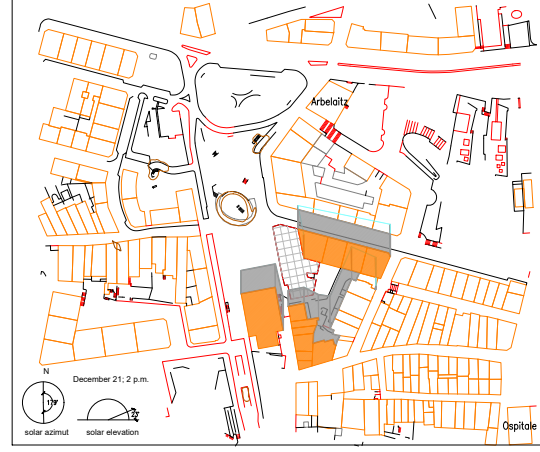 Arbelaitz
N
December 21; 2 p.m.
solar azimut
solar elevation
Ospitale